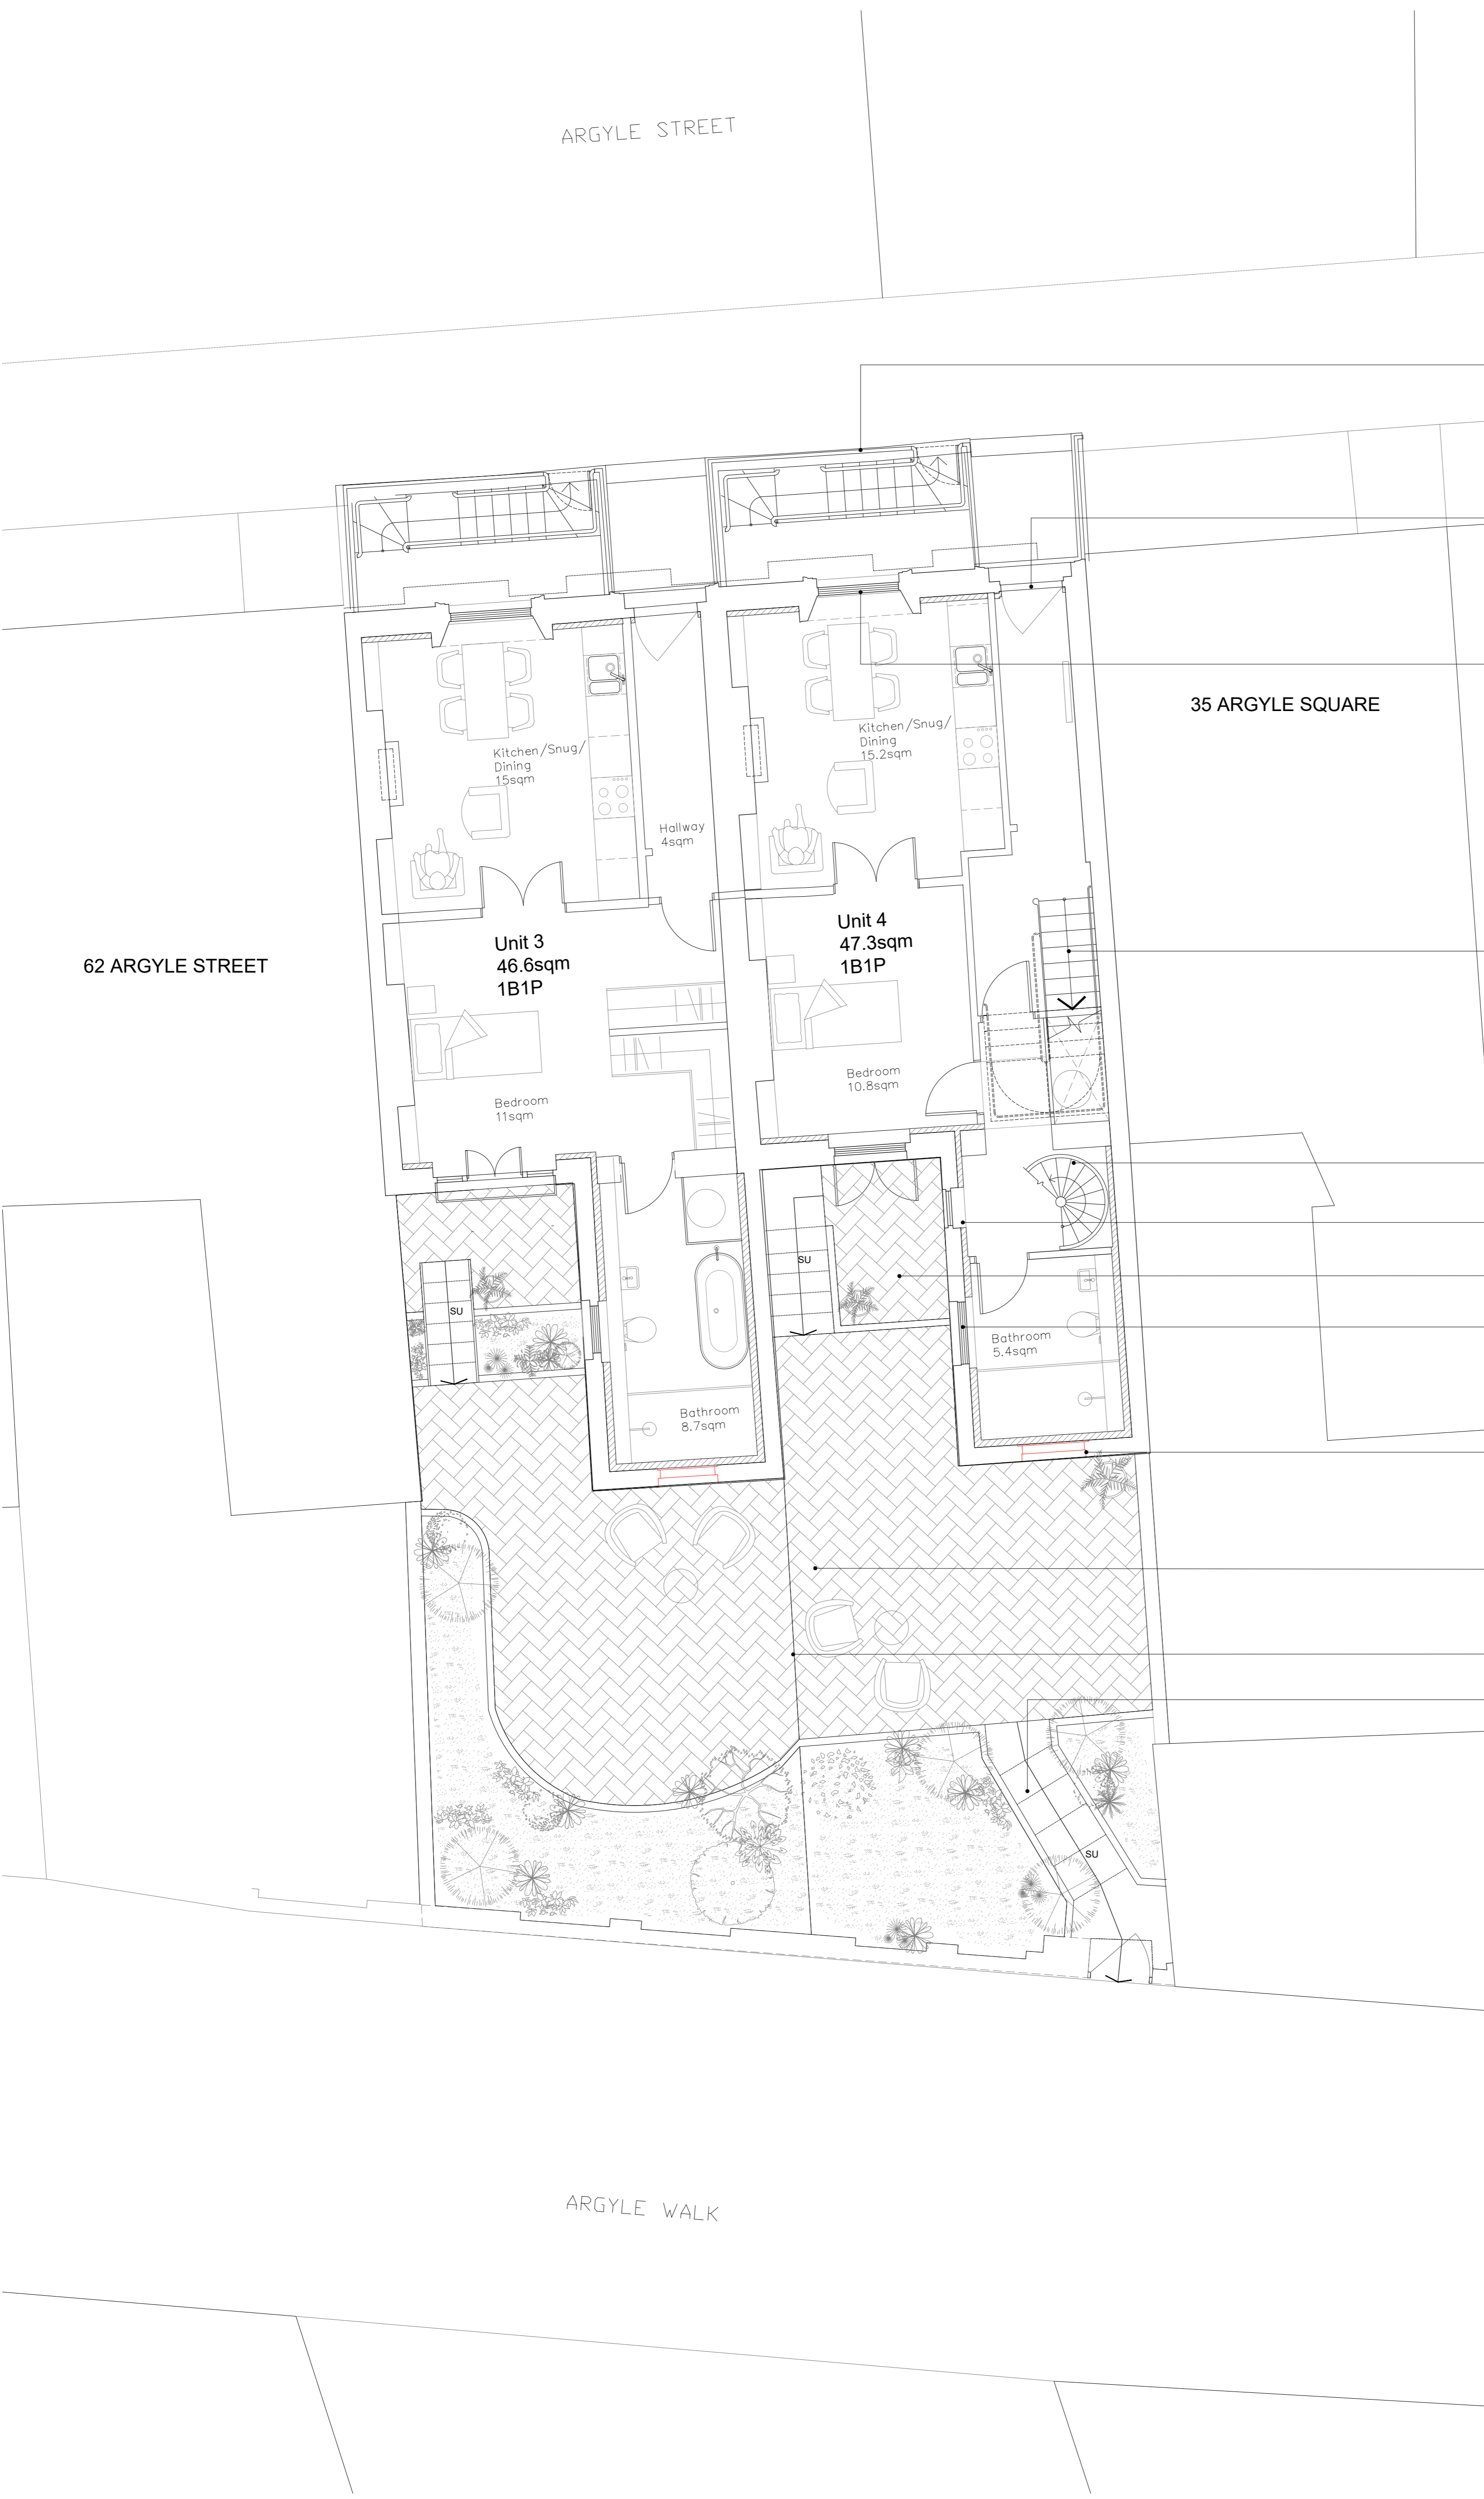 ARGYLE STREET
35 ARGYLE SQUARE
Kitchen/Snug/
Dining
15sqm
Kitchen/Snug/
Dining
15.2sqm
Hallway
4sqm
62 ARGYLE STREET
Unit 3
46.6sqm
1B1P
Unit 4
47.3sqm
1B1P
Bedroom
11sqm
Bedroom
10.8sqm
SU
SU
Bathroom
8.7sqm
Bathroom
5.4sqm
SU
ARGYLE WALK